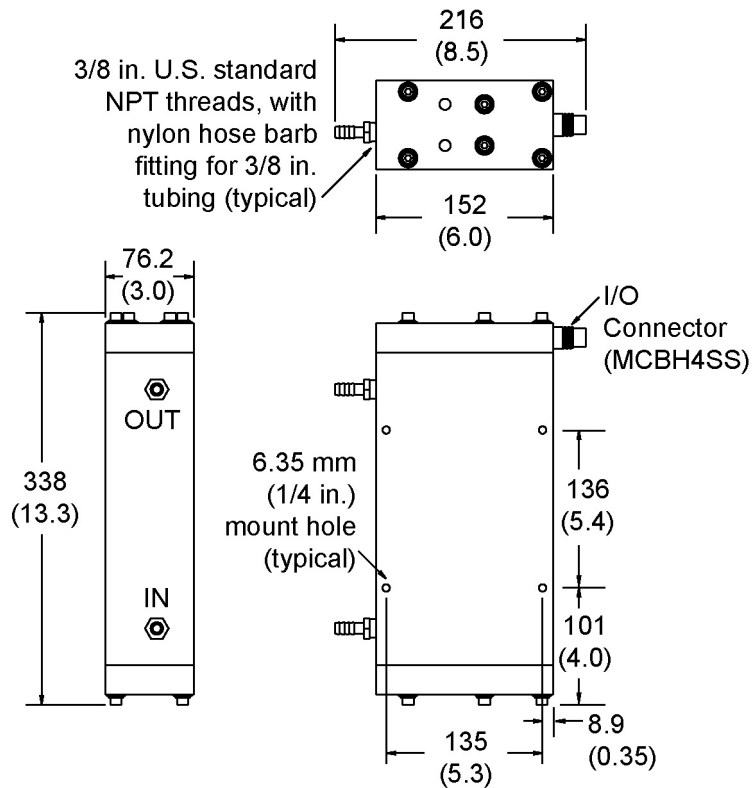 216
(8.5)
3/8 in. U.S. standard
NPT threads, with
nylon hose barb
fitting for 3/8 in.
tubing (typical)
152
(6.0)
76.2
(3.0)
I/O
Connector
(MCBH4SS)
OUT
338
(13.3)
6.35 mm
(1/4 in.)
mount hole
(typical)
136
(5.4)
IN
101
(4.0)
8.9
(0.35)
135
(5.3)